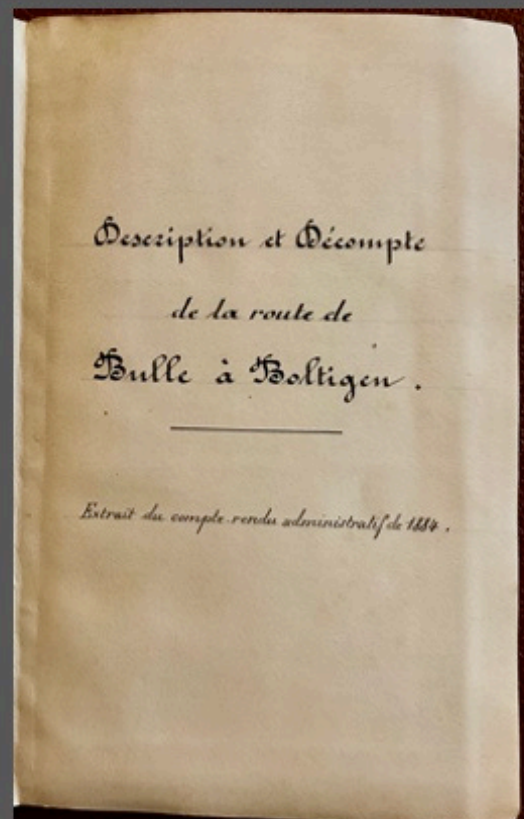 Description et Décompte
de la route de
Bulle à Boltigen.
Extrait du compte-rendu administratif de 1884.